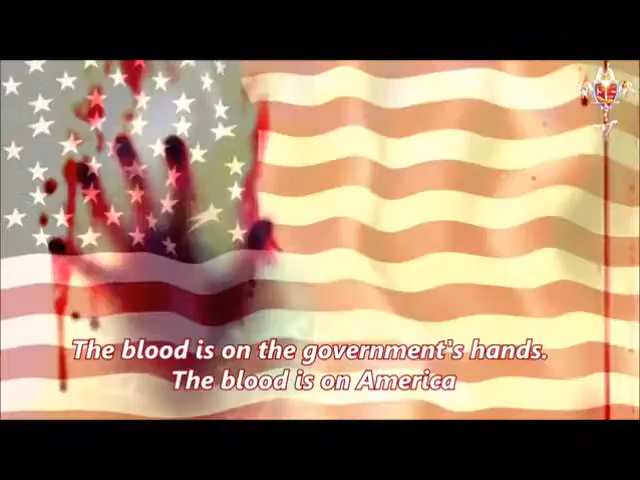 The blood is on the government's hands.
The blood is on America